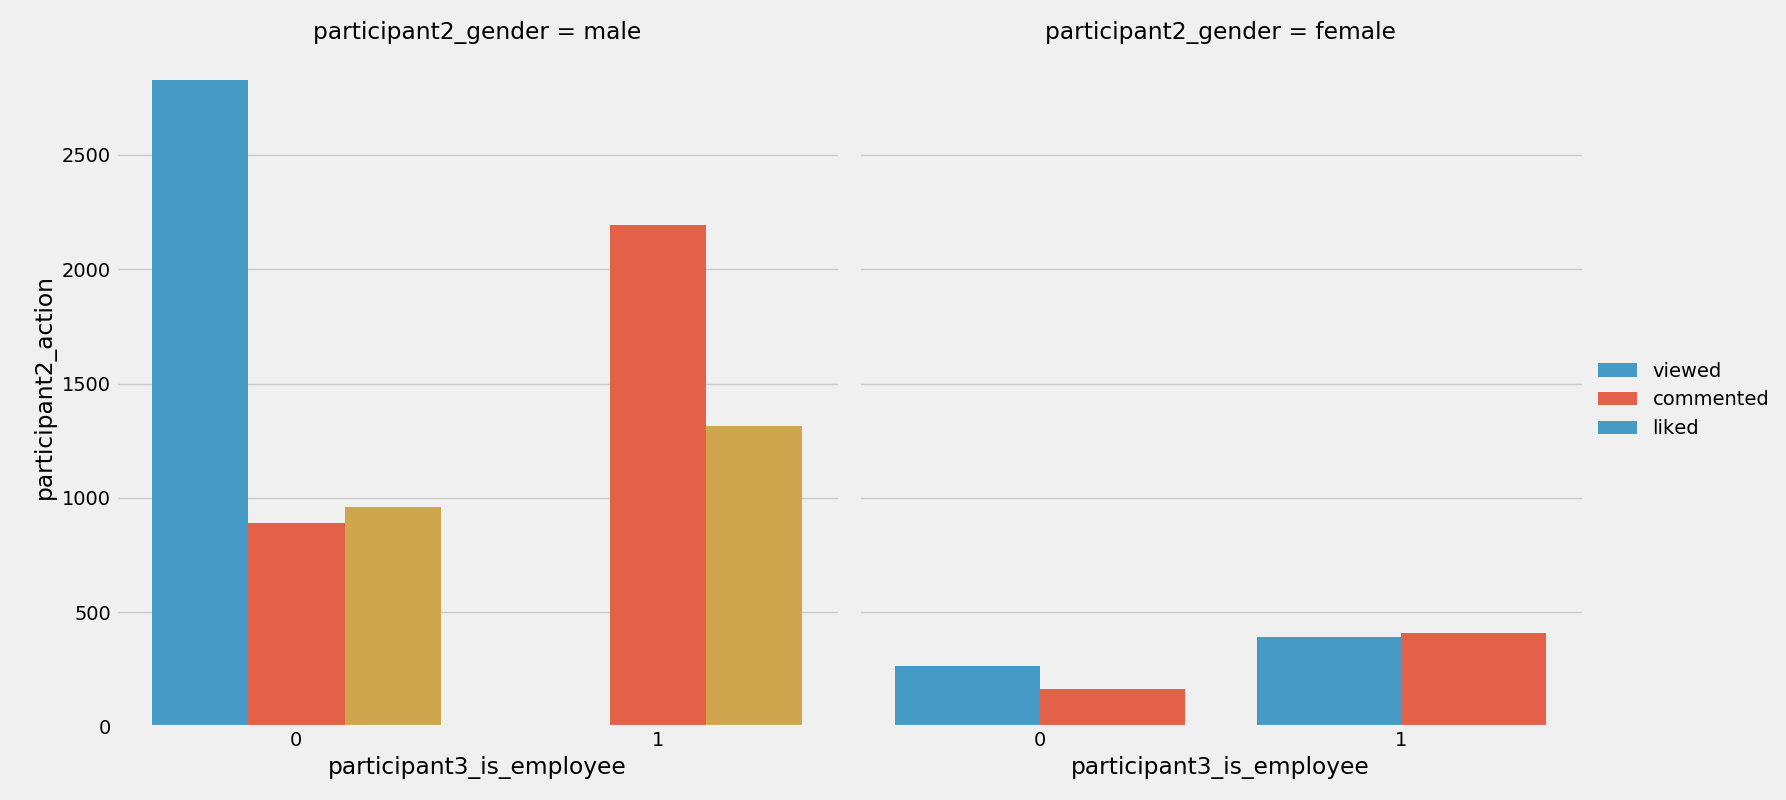 participant2_gender = male
participant2_gender = female
participant2_action
2500
2000
1500
1000
500
0
0 1
0 1
participant3_is_employee
participant3_is_employee
viewed
commented
liked